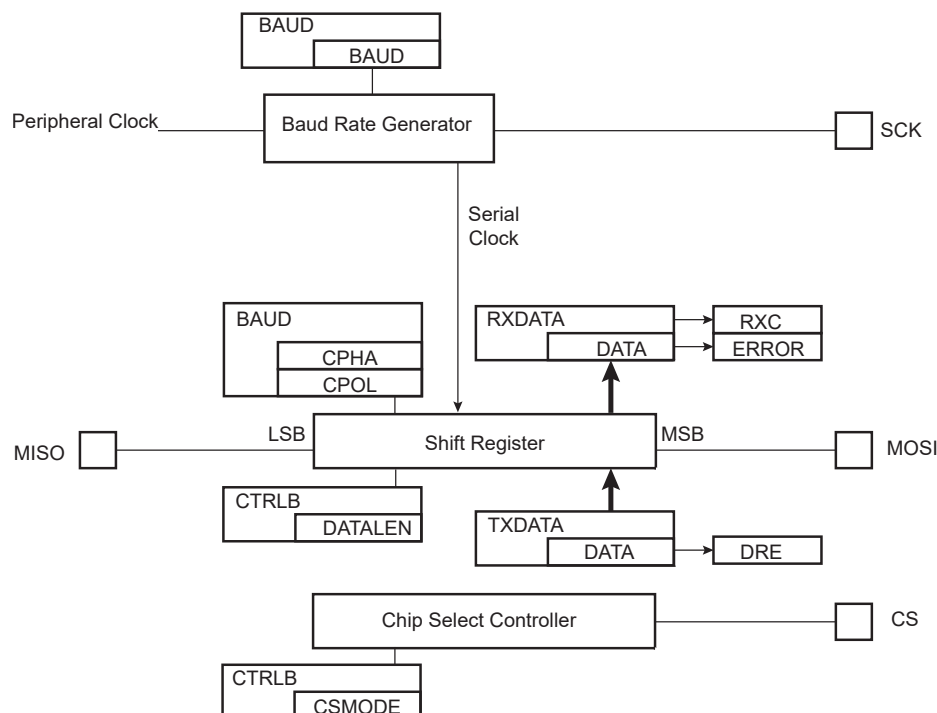 BAUD
BAUD
Peripheral Clock
Baud Rate Generator
SCK
Serial
Clock
BAUD
CPHA
CPOL
RXDATA
DATA
RXC
ERROR
MISO
LSB
Shift Register
MSB
MOSI
CTRLB
DATALEN
TXDATA
DATA
DRE
Chip Select Controller
CS
CTRLB
CSMODE